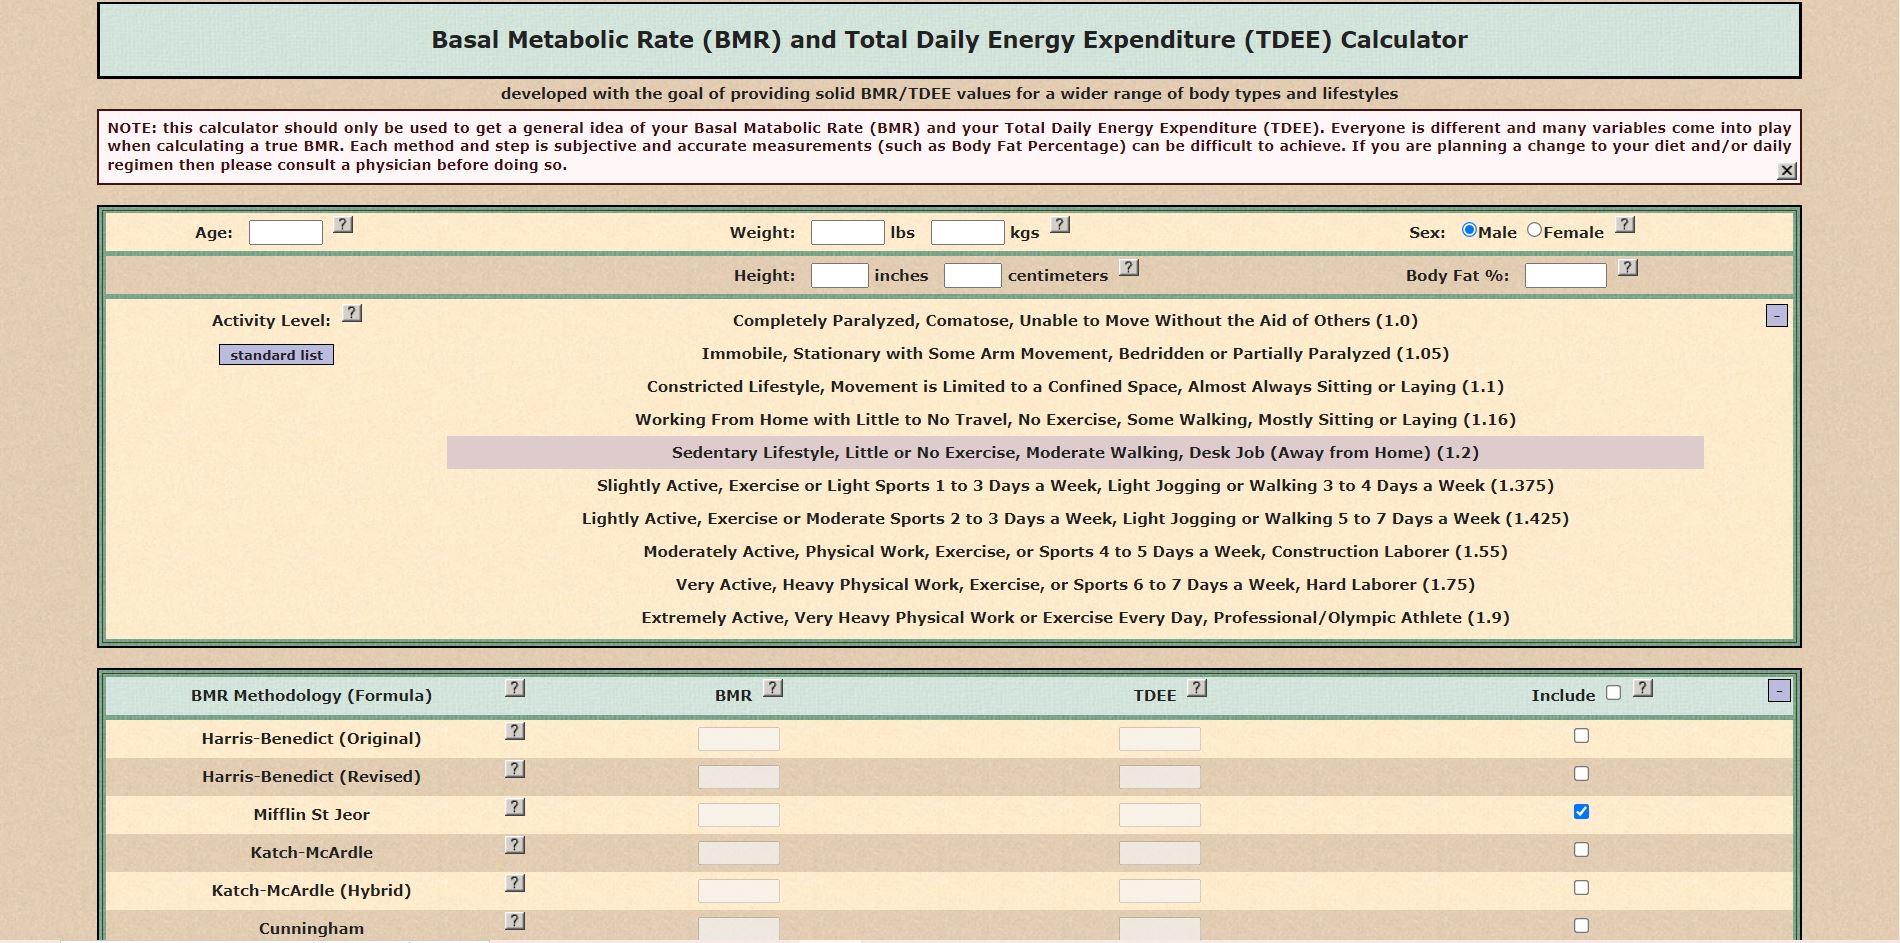 Basal Metabolic Rate (BMR) and Total Daily Energy Expenditure (TDEE) Calculator
developed with the goal of providing solid BMR/TDEE values for a wider range of body types and lifestyles
NOTE: this calculator should only be used to get a general idea of your Basal Matabolic Rate (BMR) and your Total Daily Energy Expenditure (TDEE). Everyone is different and many variables come into play
when calculating a true BMR. Each method and step is subjective and accurate measurements (such as Body Fat Percentage) can be difficult to achieve. If you are planning a change to your diet and/or daily
regimen then please consult a physician before doing so.
X
Age: ? Weight: lbs kgs ? Sex: Male Female ?
Height: inches centimeters ? Body Fat %: ?
Activity Level: ?
standard list
-
Completely Paralyzed, Comatose, Unable to Move Without the Aid of Others (1.0)
Immobile, Stationary with Some Arm Movement, Bedridden or Partially Paralyzed (1.05)
Constricted Lifestyle, Movement is Limited to a Confined Space, Almost Always Sitting or Laying (1.1)
Working From Home with Little to No Travel, No Exercise, Some Walking, Mostly Sitting or Laying (1.16)
Sedentary Lifestyle, Little or No Exercise, Moderate Walking, Desk Job (Away from Home) (1.2)
Slightly Active, Exercise or Light Sports 1 to 3 Days a Week, Light Jogging or Walking 3 to 4 Days a Week (1.375)
Lightly Active, Exercise or Moderate Sports 2 to 3 Days a Week, Light Jogging or Walking 5 to 7 Days a Week (1.425)
Moderately Active, Physical Work, Exercise, or Sports 4 to 5 Days a Week, Construction Laborer (1.55)
Very Active, Heavy Physical Work, Exercise, or Sports 6 to 7 Days a Week, Hard Laborer (1.75)
Extremely Active, Very Heavy Physical Work or Exercise Every Day, Professional/Olympic Athlete (1.9)
BMR Methodology (Formula) ? BMR ? TDEE ? Include ? -
Harris-Benedict (Original) ?
Harris-Benedict (Revised) ?
Mifflin St Jeor ?
Katch-McArdle ?
Katch-McArdle (Hybrid) ?
Cunningham ?